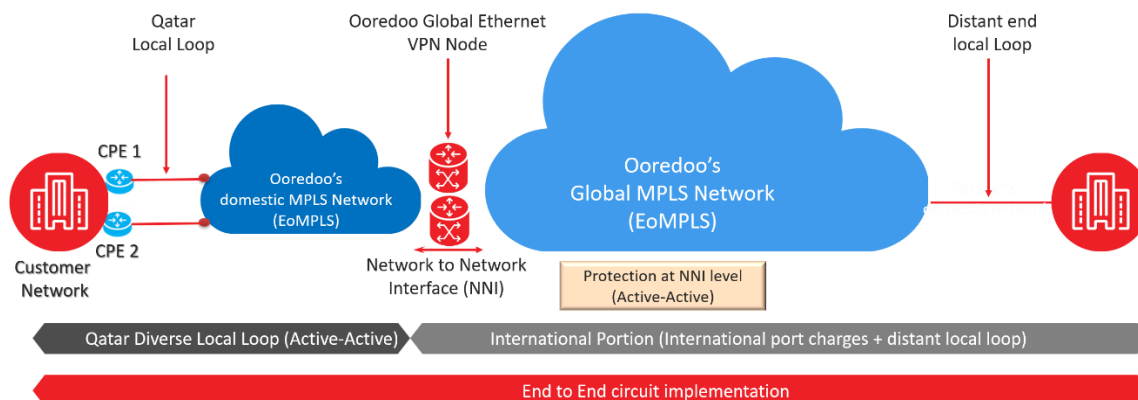 Qatar
Local Loop
Ooredoo Global Ethernet
VPN Node
Distant end
local Loop
CPE 1
CPE 2
Customer
Network
Ooredoo's
domestic MPLS Network
(EoMPLS)
Ooredoo's
Global MPLS Network
(EoMPLS)
Network to Network
Interface (NNI)
Protection at NNI level
(Active-Active)
Qatar Diverse Local Loop (Active-Active)
International Portion (International port charges + distant local loop)
End to End circuit implementation